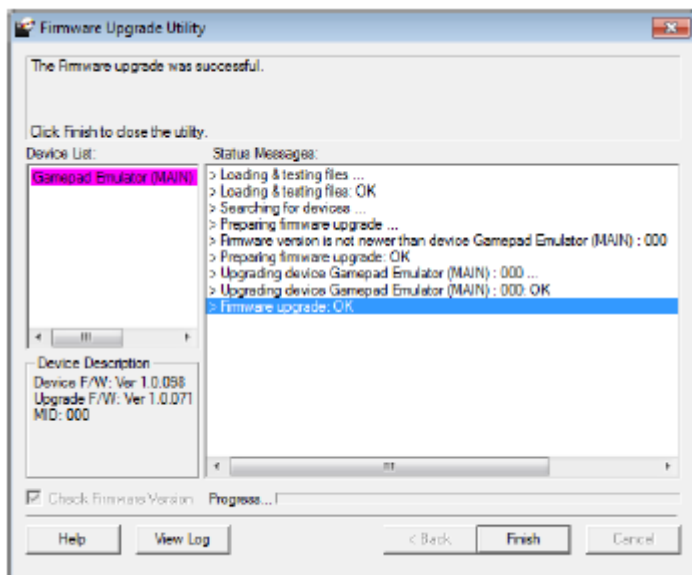 Firmware Upgrade Utility
The Firmware upgrade was successful.
Click Finish to close the utility.
Device List:
Gamepad Emulator (MAIN)
Status Messages:
> Loading & testing files ...
> Loading & testing files: OK
> Searching for devices ...
> Preparing firmware upgrade ...
> Firmware version is not newer than device Gamepad Emulator (MAIN) : 000
> Preparing firmware upgrade: OK
> Upgrading device Gamepad Emulator (MAIN) : 000 ...
> Upgrading device Gamepad Emulator (MAIN) : 000: OK
> Firmware upgrade: OK
Device Description
Device F/W: Ver 1.0.098
Upgrade F/W: Ver 1.0.071
MID: 000
Check Firmware Version
Progress...
Help
View Log
< Back
Finish
Cancel